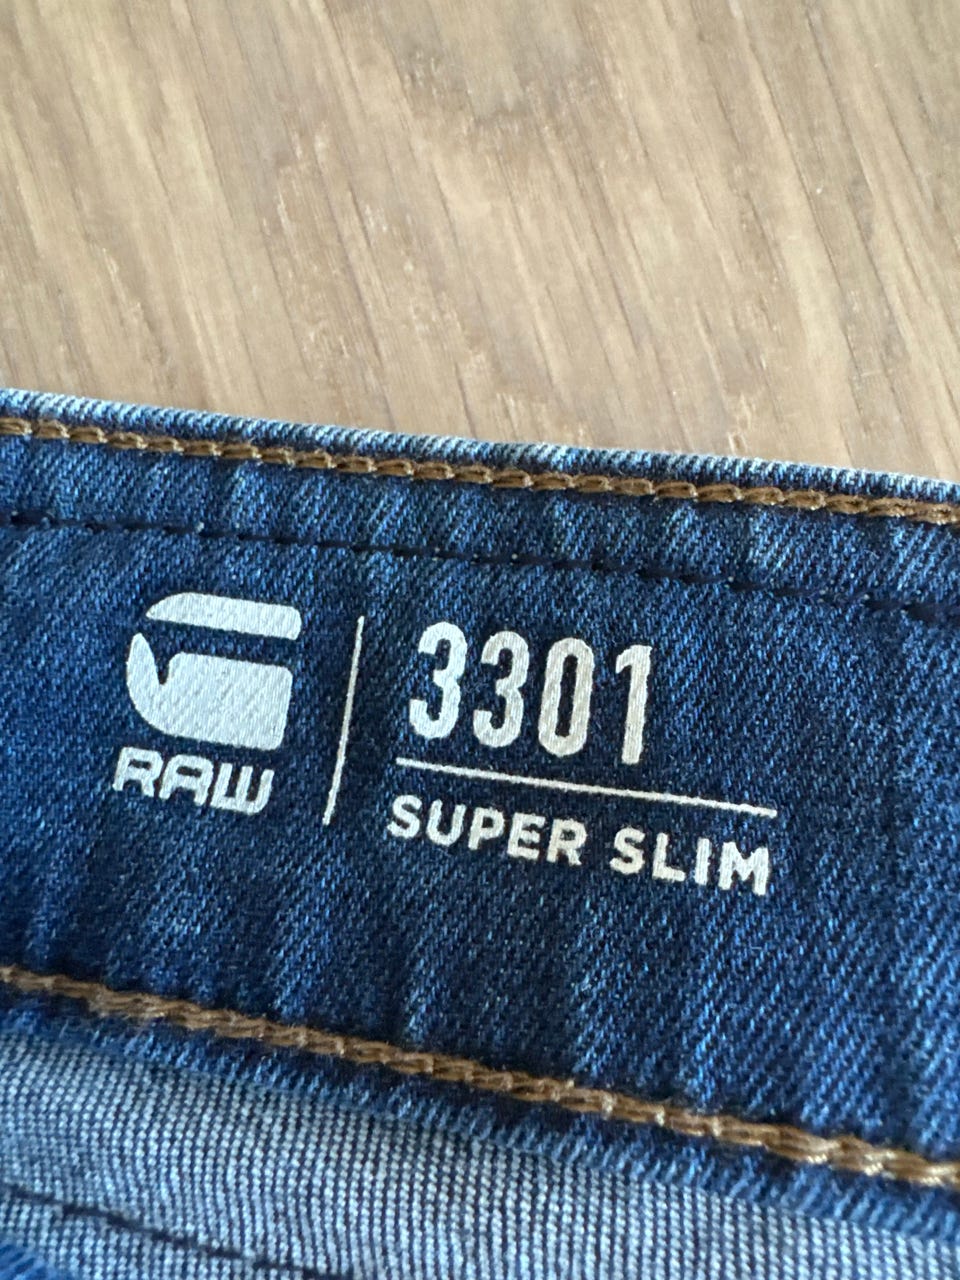 G
RAW
3301
SUPER SLIM